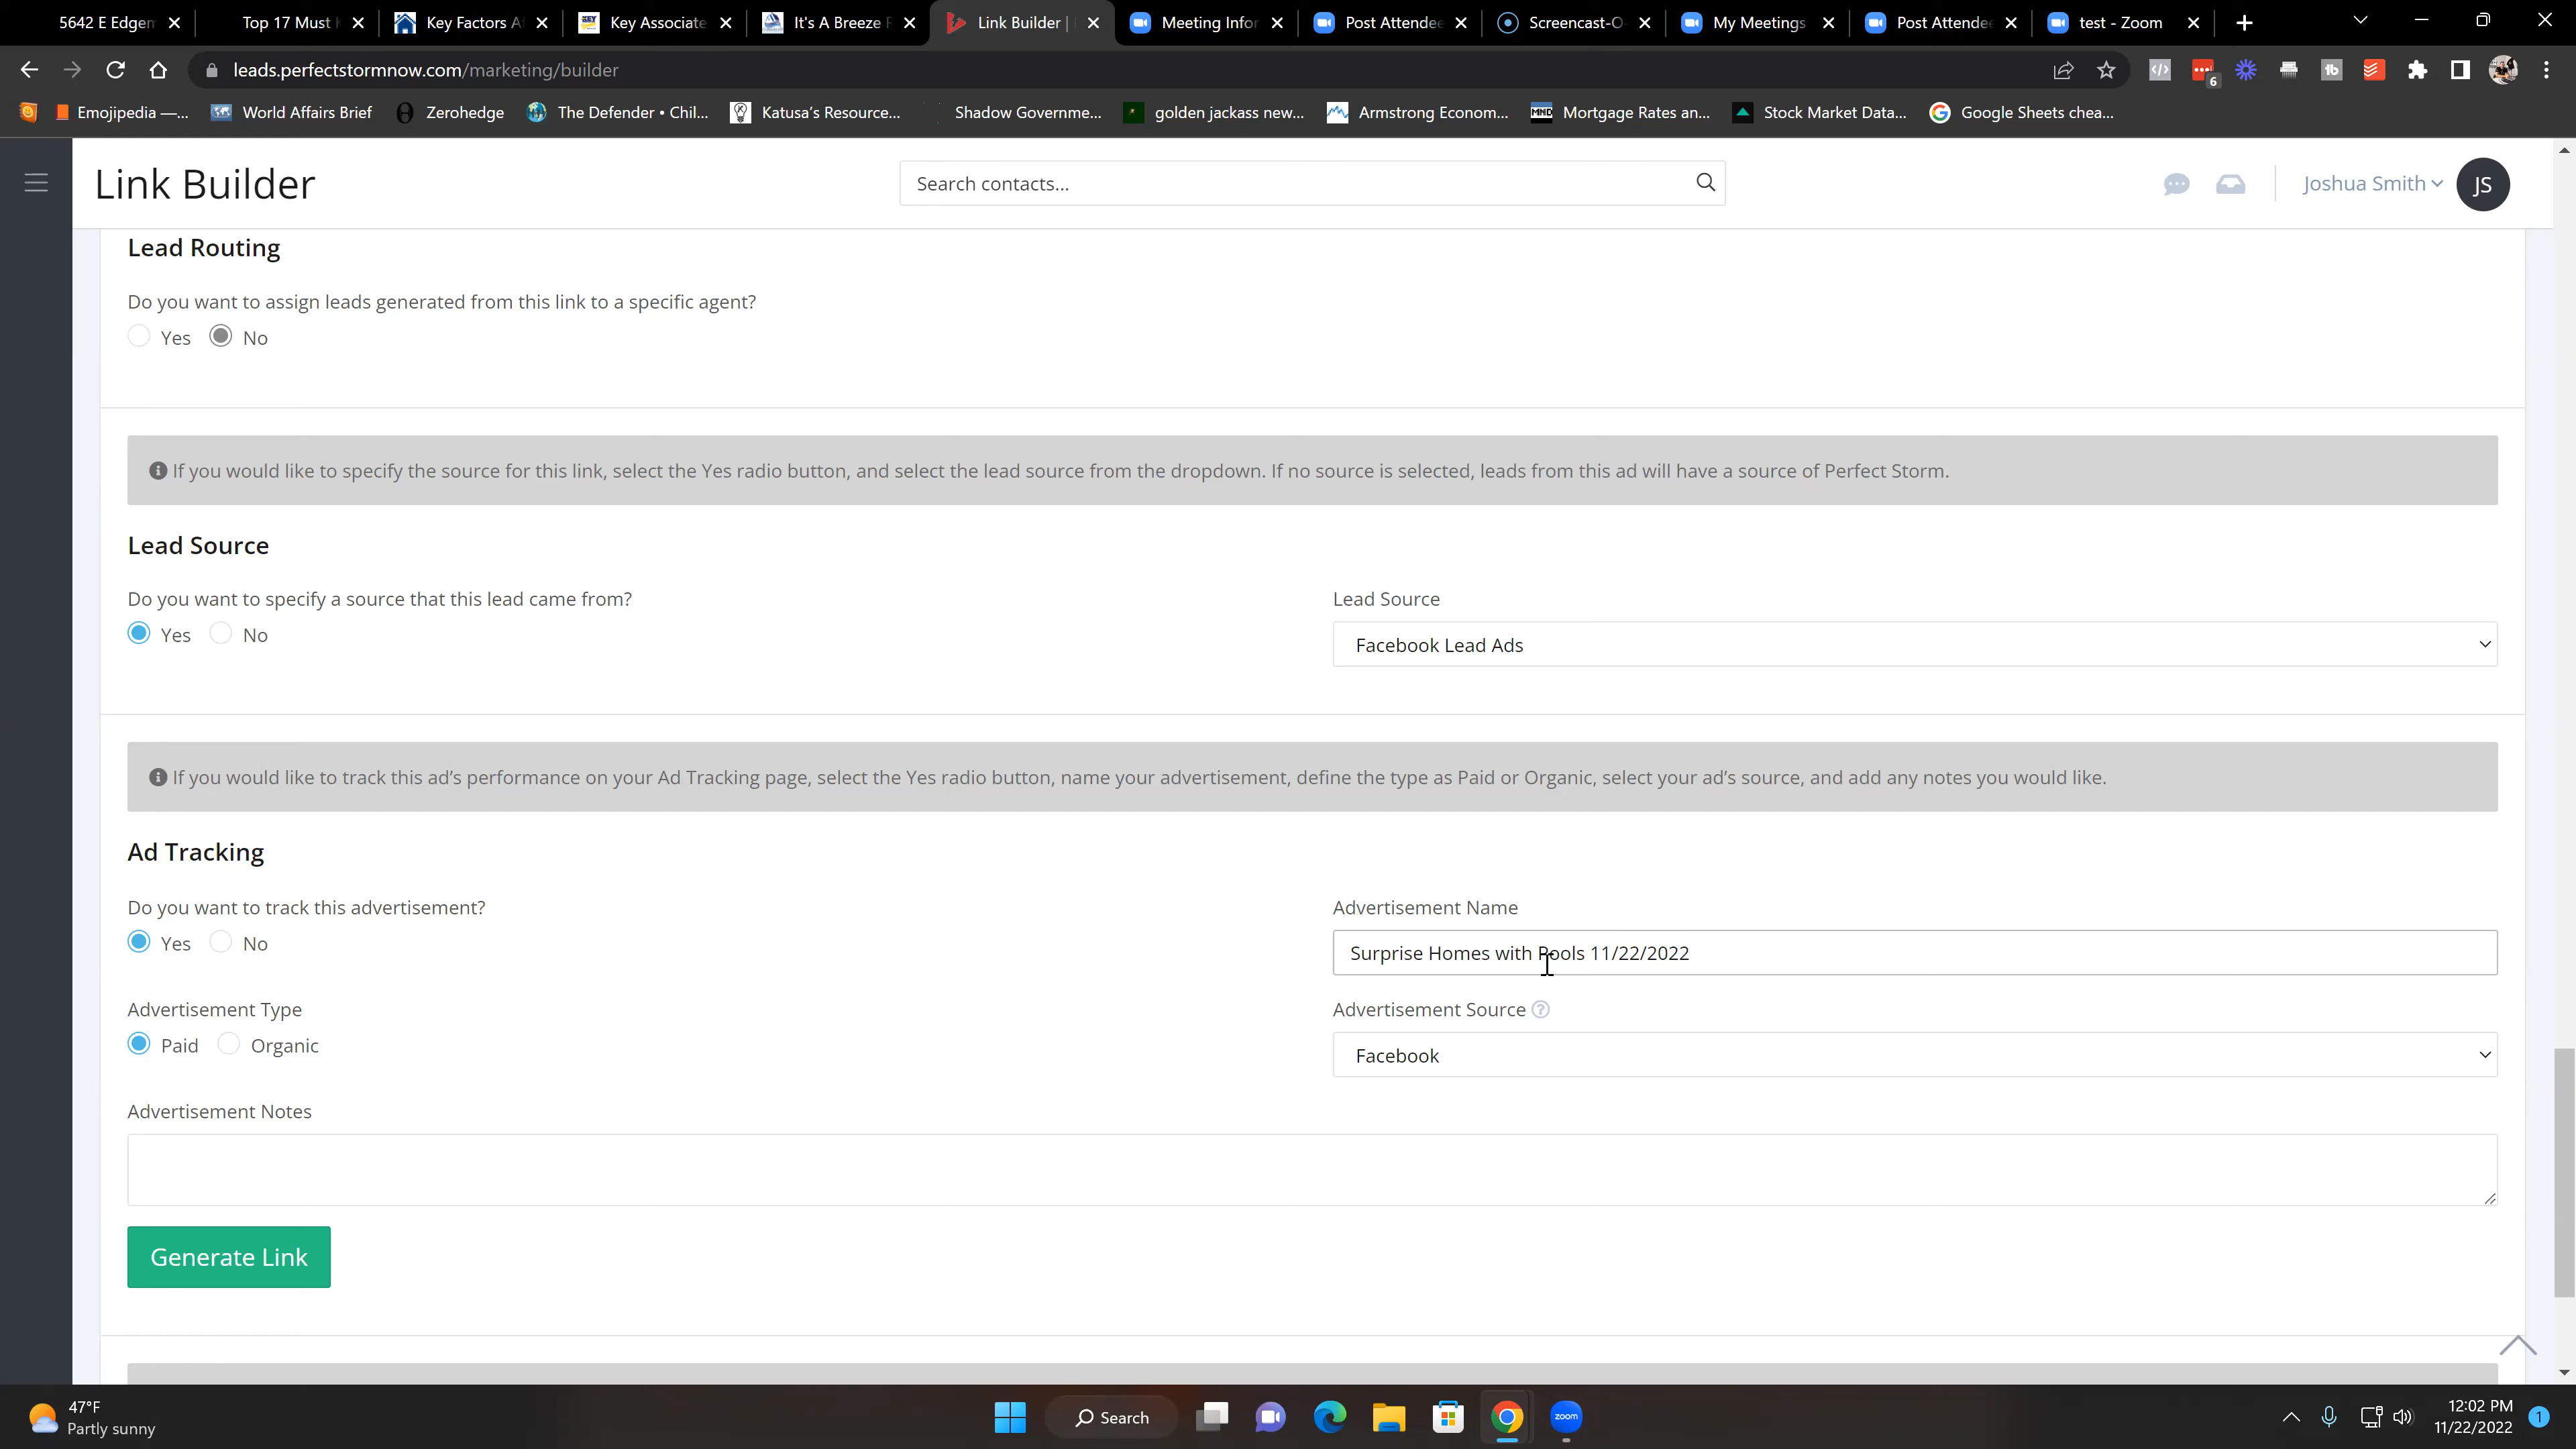 5642 E Edgem
Top 17 Must
Key Factors A
Key Associate
It's A Breeze R
Link Builder |
Meeting Infor
Post Attendee
Screencast-O
My Meetings
Post Attendee
test - Zoom
leads.perfectstormnow.com/marketing/builder
6
Emojipedia —...
World Affairs Brief
Zerohedge
The Defender • Chil...
Katusa's Resource...
Shadow Governme...
golden jackass new...
Armstrong Econom...
MND
Mortgage Rates an...
Stock Market Data...
Google Sheets chea...
Link Builder
Search contacts...
Joshua Smith
JS
Lead Routing
Do you want to assign leads generated from this link to a specific agent?
Yes No
If you would like to specify the source for this link, select the Yes radio button, and select the lead source from the dropdown. If no source is selected, leads from this ad will have a source of Perfect Storm.
Lead Source
Do you want to specify a source that this lead came from?
Lead Source
Yes No
Facebook Lead Ads
If you would like to track this ad's performance on your Ad Tracking page, select the Yes radio button, name your advertisement, define the type as Paid or Organic, select your ad's source, and add any notes you would like.
Ad Tracking
Do you want to track this advertisement?
Advertisement Name
Yes No
Surprise Homes with Pools 11/22/2022
Advertisement Type
Advertisement Source ?
Paid Organic
Facebook
Advertisement Notes
Generate Link
47°F
Partly sunny
Search
zoom
12:02 PM
11/22/2022
1